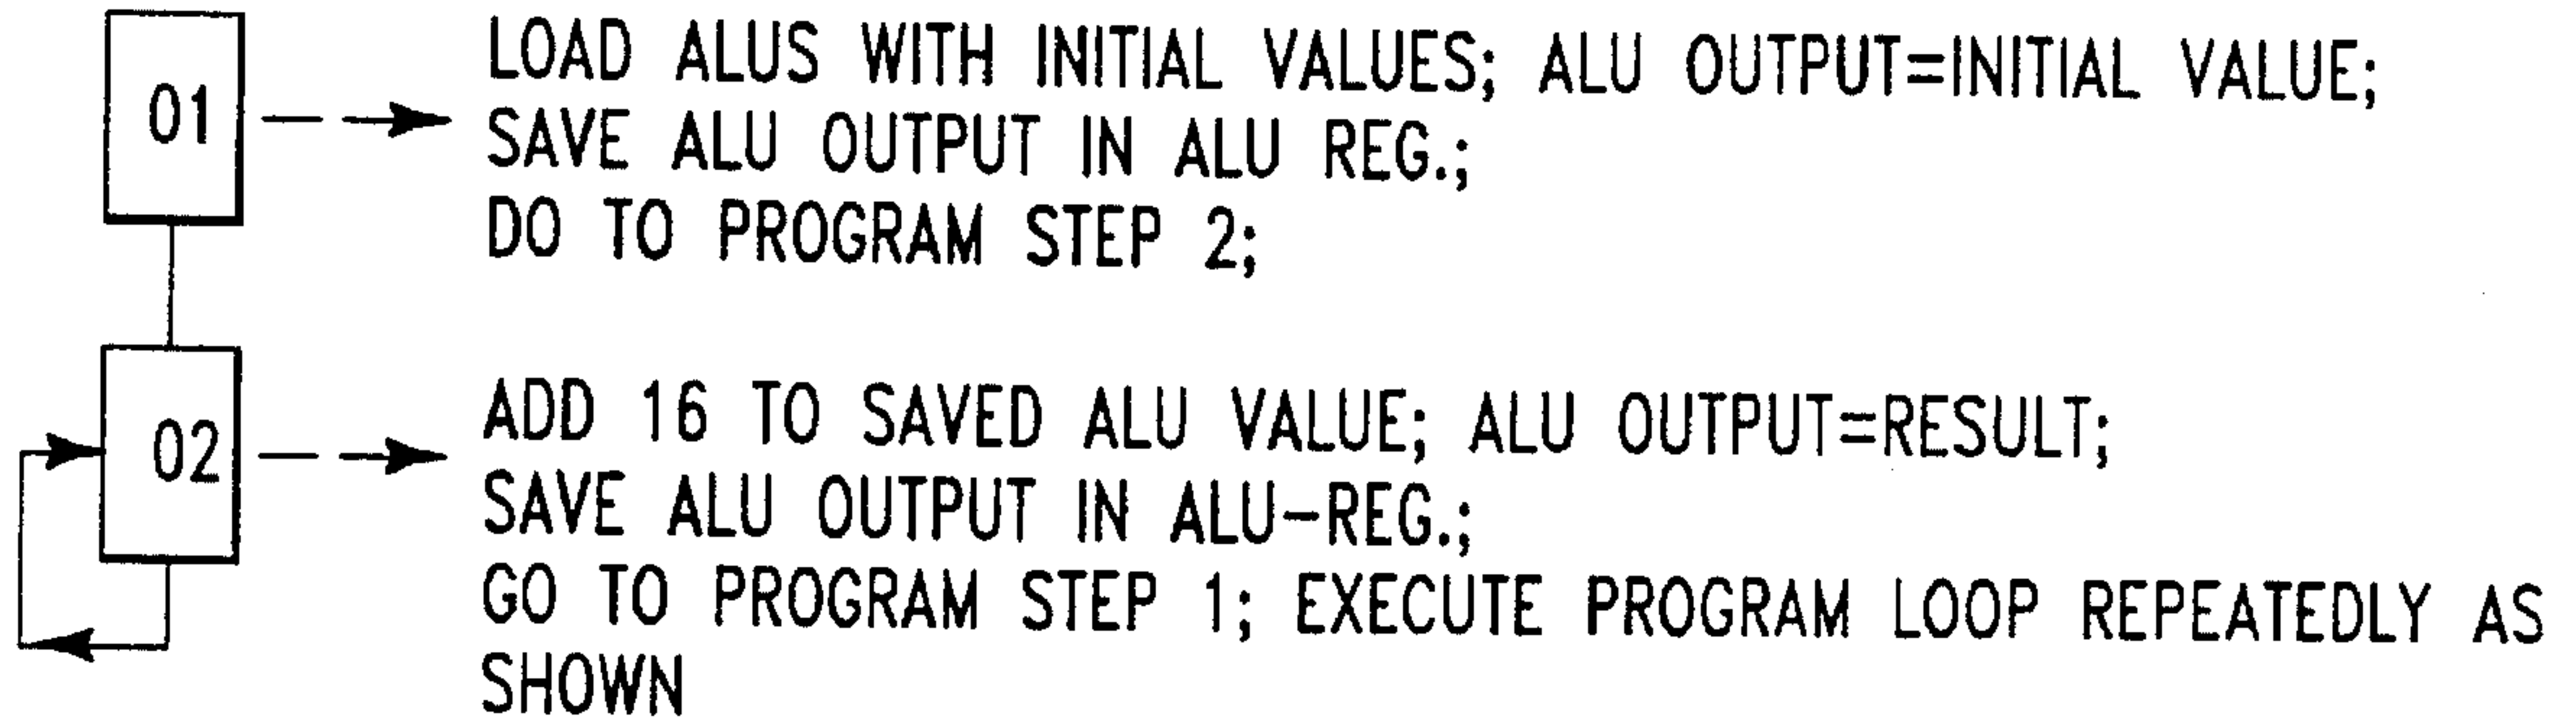 01
LOAD ALUS WITH INITIAL VALUES; ALU OUTPUT=INITIAL VALUE;
SAVE ALU OUTPUT IN ALU REG.;
DO TO PROGRAM STEP 2;
02
ADD 16 TO SAVED ALU VALUE; ALU OUTPUT=RESULT;
SAVE ALU OUTPUT IN ALU-REG.;
GO TO PROGRAM STEP 1; EXECUTE PROGRAM LOOP REPEATEDLY AS
SHOWN